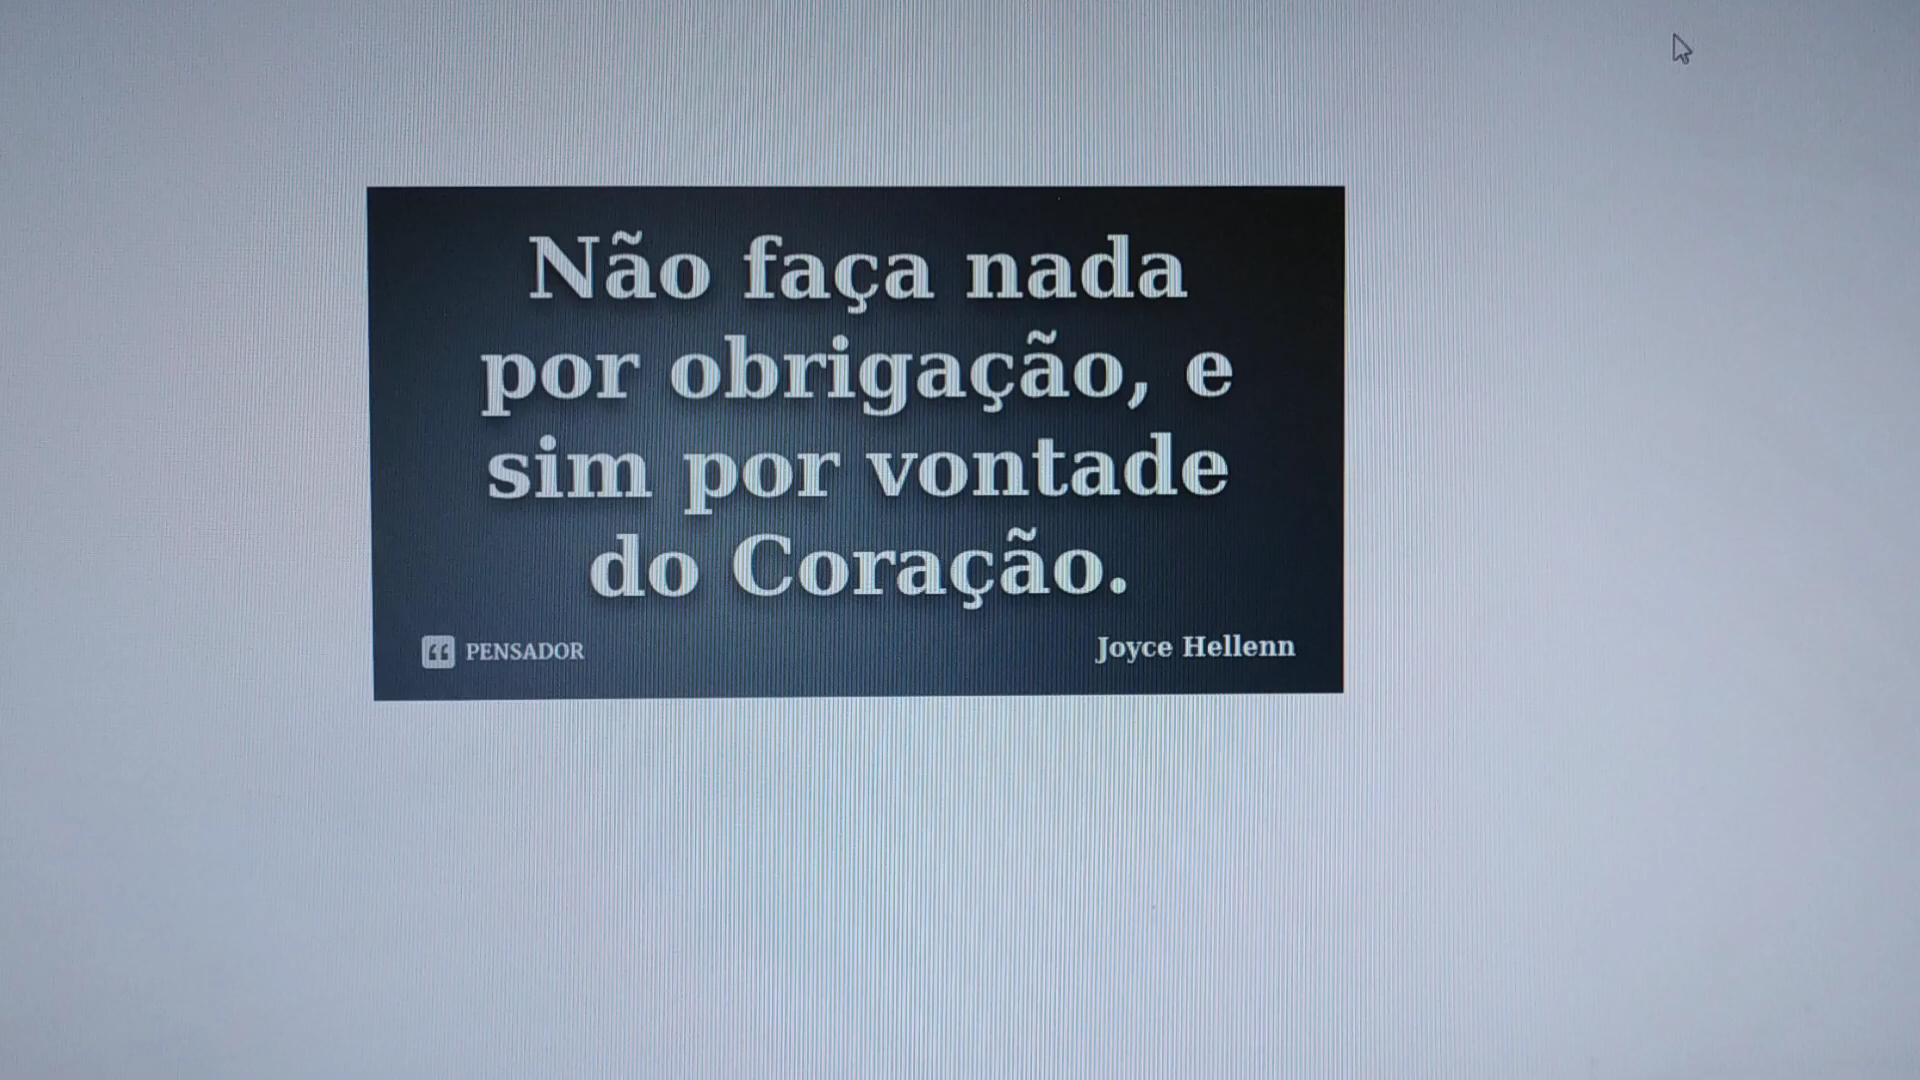 Não faça nada
por obrigação, e
sim por vontade
do Coração.
PENSADOR
Joyce Hellenn